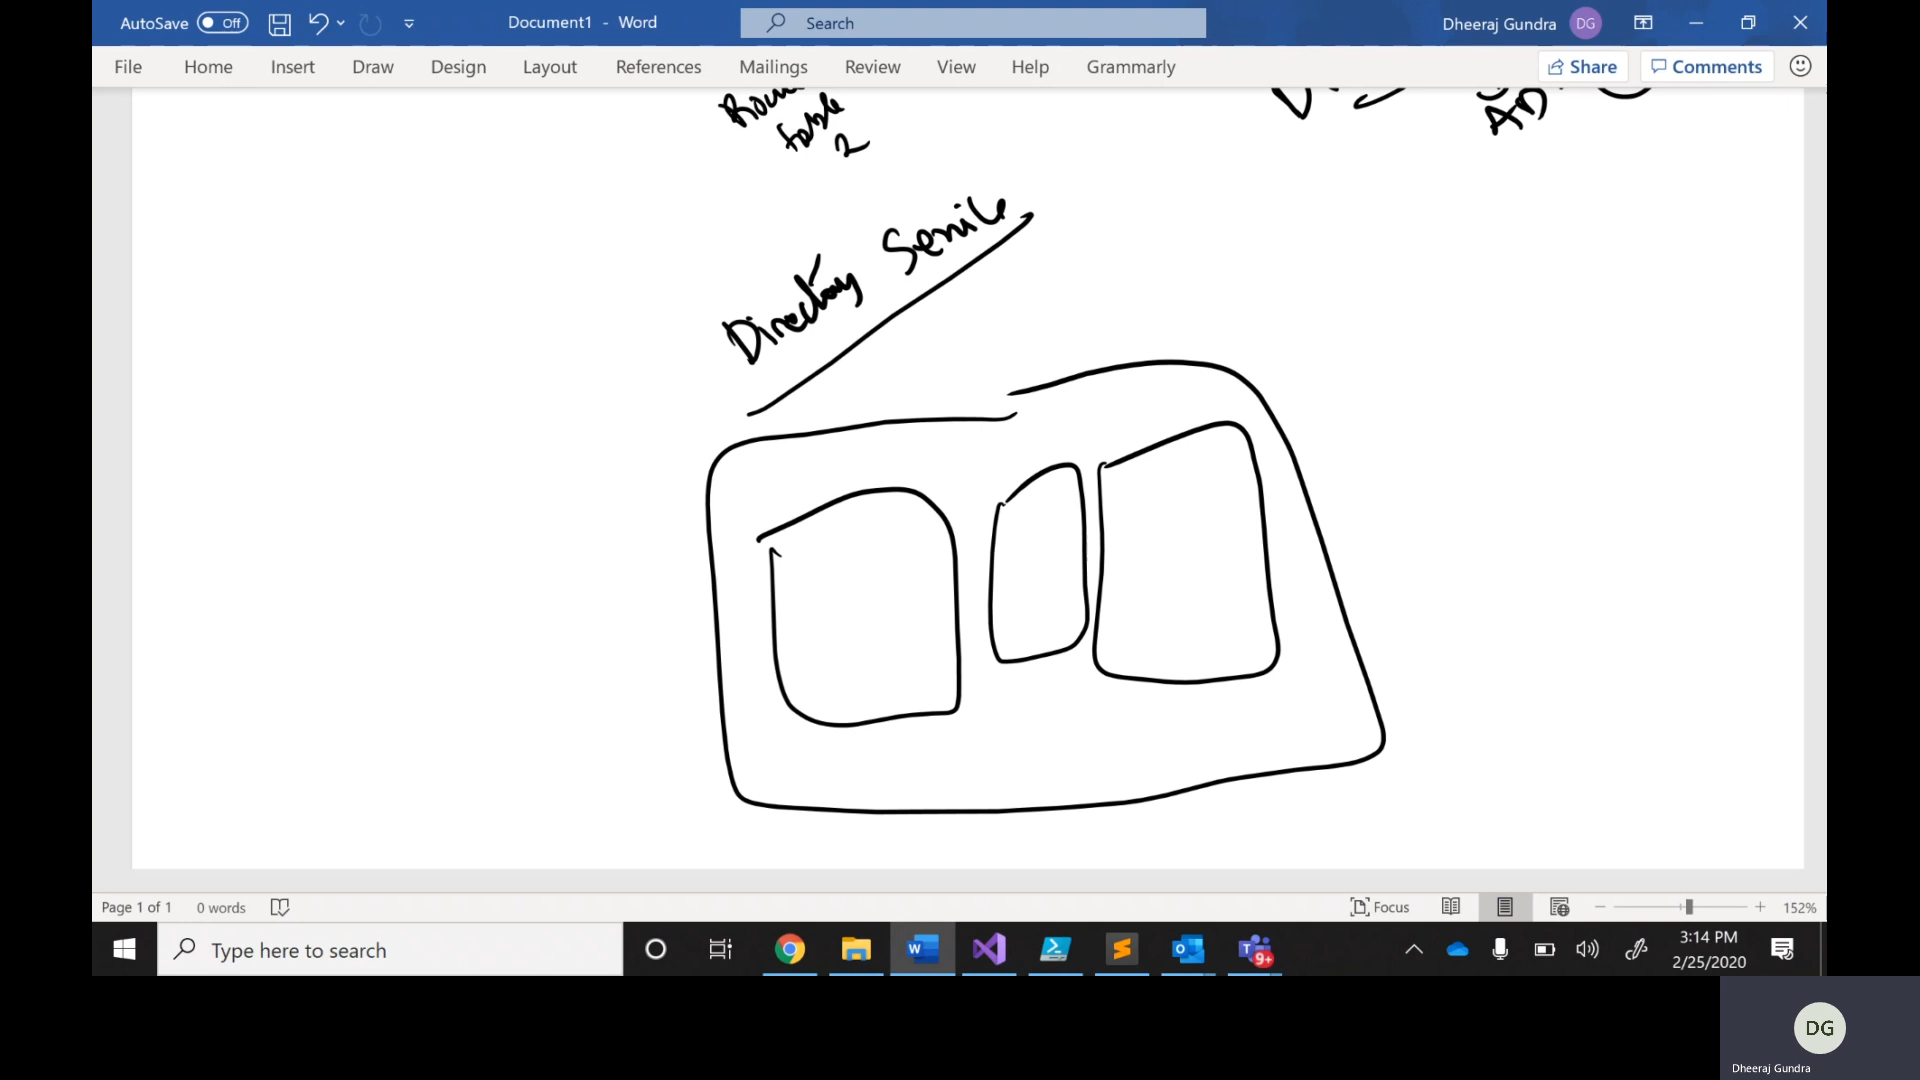 AutoSave Off Document1 - Word Search Dheeraj Gundra DG
File Home Insert Draw Design Layout References Mailings Review View Help Grammarly Share Comments
table
2
AD
Directory Service
Page 1 of 1 0 words Focus 152%
Type here to search W O T 9+ 3:14 PM
2/25/2020
DG
Dheeraj Gundra